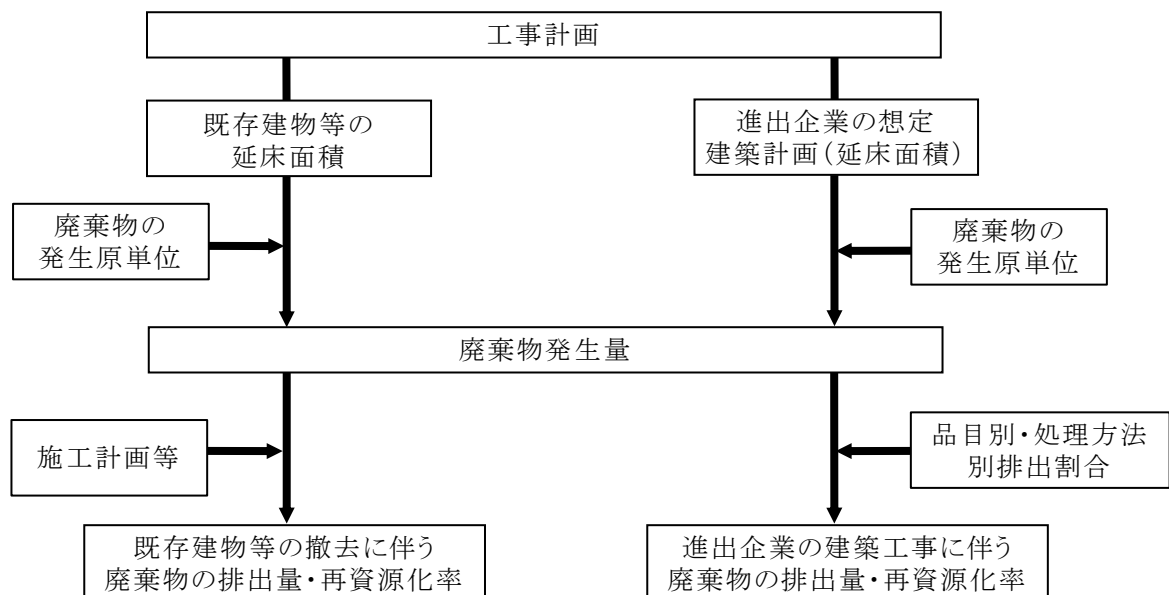 工事計画
既存建物等の
延床面積
進出企業の想定
建築計画(延床面積)
廃棄物の
発生原単位
廃棄物の
発生原単位
廃棄物発生量
施工計画等
品目別・処理方法
別排出割合
既存建物等の撤去に伴う
廃棄物の排出量・再資源化率
進出企業の建築工事に伴う
廃棄物の排出量・再資源化率